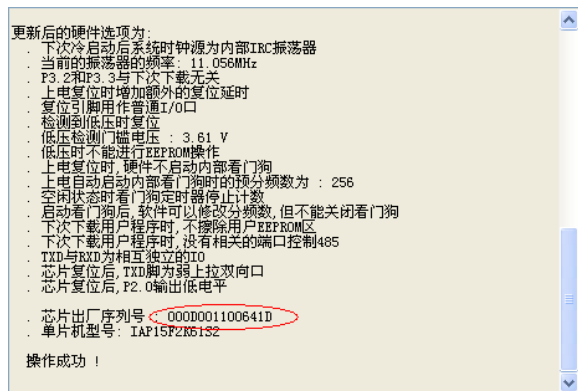 更新后的硬件选项为:
. 下次冷启动后系统时钟源为内部IRC振荡器
. 当前的振荡器的频率: 11.056MHz
. P3.2和P3.3与下次下载无关
. 上电复位时增加额外的复位延时
. 复位引脚用作普通I/O口
. 检测到低压时复位
. 低压检测门槛电压 : 3.61 V
. 低压时不能进行EEPROM操作
. 上电复位时,硬件不启动内部看门狗
. 上电自动启动内部看门狗时的预分频数为 : 256
. 空闲状态时看门狗定时器停止计数
. 启动看门狗后,软件可以修改分频数,但不能关闭看门狗
. 下次下载用户程序时,不擦除用户EEPROM区
. 下次下载用户程序时,没有相关的端口控制485
. TXD与RXD为相互独立的IO
. 芯片复位后,TXD脚为弱上拉双向口
. 芯片复位后,P2.0输出低电平
. 芯片出厂序列号 : 000D001100641D
. 单片机型号: IAP15F2K61S2
操作成功 !